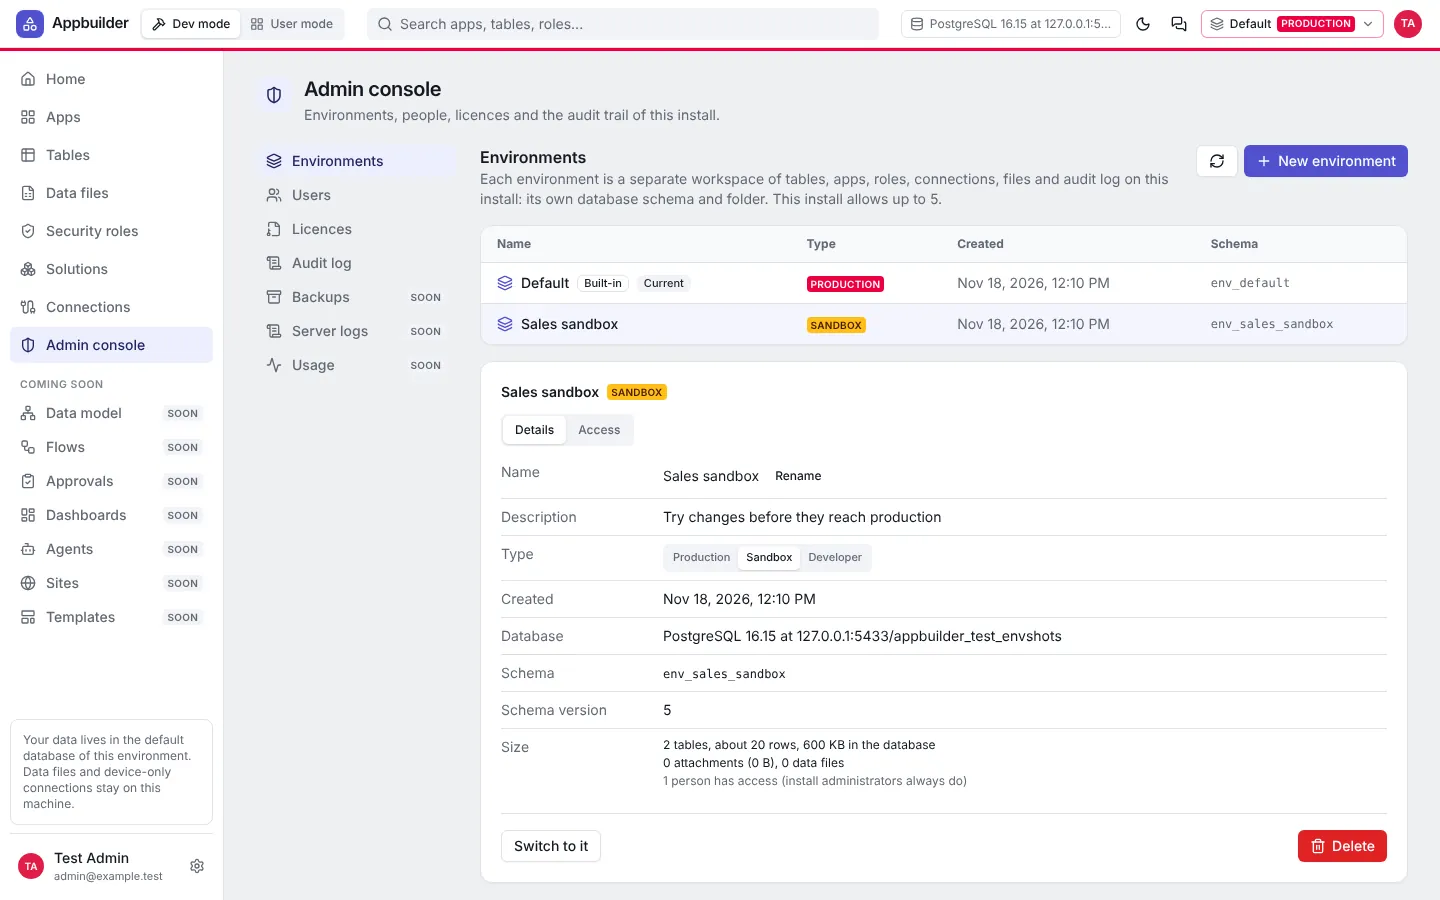 Appbuilder
Dev mode
User mode
Search apps, tables, roles...
PostgreSQL 16.15 at 127.0.0.1:5...
Default PRODUCTION
TA
Home
Apps
Tables
Data files
Security roles
Solutions
Connections
Admin console
COMING SOON
Data model SOON
Flows SOON
Approvals SOON
Dashboards SOON
Agents SOON
Sites SOON
Templates SOON
Your data lives in the default
database of this environment.
Data files and device-only
connections stay on this
machine.
TA
Test Admin
admin@example.test
Admin console
Environments, people, licences and the audit trail of this install.
Environments
Users
Licences
Audit log
Backups SOON
Server logs SOON
Usage SOON
Environments
Each environment is a separate workspace of tables, apps, roles, connections, files and audit log on this
install: its own database schema and folder. This install allows up to 5.
New environment
Name Type Created Schema
Default Built-in Current PRODUCTION Nov 18, 2026, 12:10 PM env_default
Sales sandbox SANDBOX Nov 18, 2026, 12:10 PM env_sales_sandbox
Sales sandbox SANDBOX
Details Access
Name Sales sandbox Rename
Description Try changes before they reach production
Type Production Sandbox Developer
Created Nov 18, 2026, 12:10 PM
Database PostgreSQL 16.15 at 127.0.0.1:5433/appbuilder_test_envshots
Schema env_sales_sandbox
Schema version 5
Size 2 tables, about 20 rows, 600 KB in the database
0 attachments (0 B), 0 data files
1 person has access (install administrators always do)
Switch to it
Delete